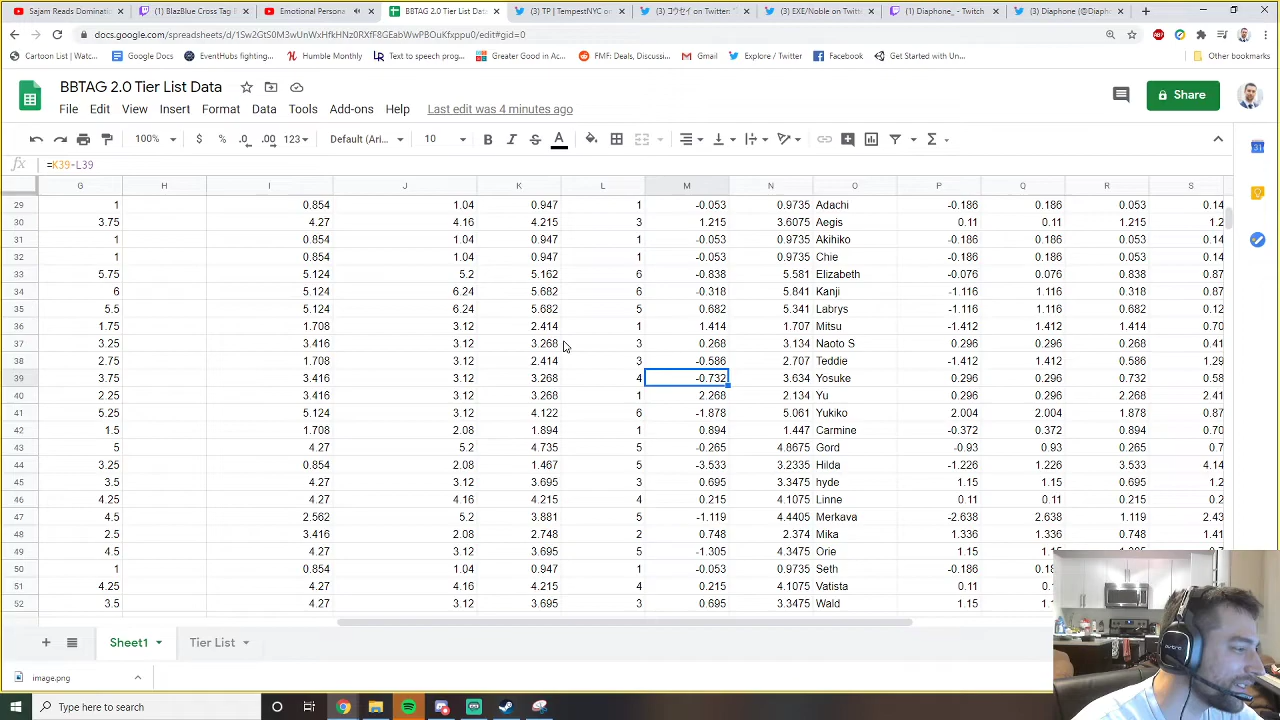 Sajam Reads Dominatio
(1) BlazBlue Cross Tag B
Emotional Persona
BBTAG 2.0 Tier List Data
TP | TempestNYC on
コウセイ on Twitter: "
EXE/Noble on Twitter
(1) Diaphone_ - Twitch
Diaphone (@Diapho
docs.google.com/spreadsheets/d/
/edit#gid=0
Cartoon List | Watc...
Google Docs
EventHubs fighting...
Humble Monthly
Text to speech prog...
Greater Good in Ac...
FMF: Deals, Discussi...
Gmail
Explore / Twitter
Facebook
Get Started with Un...
Other bookmarks
BBTAG 2.0 Tier List Data
File Edit View Insert Format Data Tools Add-ons Help Last edit was 4 minutes ago
Share
100% $ % .0 .00 123 Default (Ari... 10 B I S A
fx =K39-L39
G H I J K L M N O P Q R S
29 1 0.854 1.04 0.947 1 -0.053 0.9735 Adachi -0.186 0.186 0.053 0.14
30 3.75 4.27 4.16 4.215 3 1.215 3.6075 Aegis 0.11 0.11 1.215 1.2
31 1 0.854 1.04 0.947 1 -0.053 0.9735 Akihiko -0.186 0.186 0.053 0.14
32 1 0.854 1.04 0.947 1 -0.053 0.9735 Chie -0.186 0.186 0.053 0.14
33 5.75 5.124 5.2 5.162 6 -0.838 5.581 Elizabeth -0.076 0.076 0.838 0.87
34 6 5.124 6.24 5.682 6 -0.318 5.841 Kanji -1.116 1.116 0.318 0.87
35 5.5 5.124 6.24 5.682 5 0.682 5.341 Labrys -1.116 1.116 0.682 0.12
36 1.75 1.708 3.12 2.414 1 1.414 1.707 Mitsu -1.412 1.412 1.414 0.70
37 3.25 3.416 3.12 3.268 3 0.268 3.134 Naoto S 0.296 0.296 0.268 0.41
38 2.75 1.708 3.12 2.414 3 -0.586 2.707 Teddie -1.412 1.412 0.586 1.29
39 3.75 3.416 3.12 3.268 4 -0.732 3.634 Yosuke 0.296 0.296 0.732 0.58
40 2.25 3.416 3.12 3.268 1 2.268 2.134 Yu 0.296 0.296 2.268 2.41
41 5.25 5.124 3.12 4.122 6 -1.878 5.061 Yukiko 2.004 2.004 1.878 0.87
42 1.5 1.708 2.08 1.894 1 0.894 1.447 Carmine -0.372 0.372 0.894 0.70
43 5 4.27 5.2 4.735 5 -0.265 4.8675 Gord -0.93 0.93 0.265 0.7
44 3.25 0.854 2.08 1.467 5 -3.533 3.2335 Hilda -1.226 1.226 3.533 4.14
45 3.5 4.27 3.12 3.695 3 0.695 3.3475 hyde 1.15 1.15 0.695 1.2
46 4.25 4.27 4.16 4.215 4 0.215 4.1075 Linne 0.11 0.11 0.215 0.2
47 4.5 2.562 5.2 3.881 5 -1.119 4.4405 Merkava -2.638 2.638 1.119 2.43
48 2.5 3.416 2.08 2.748 2 0.748 2.374 Mika 1.336 1.336 0.748 1.41
49 4.5 4.27 3.12 3.695 5 -1.305 4.3475 Orie 1.15 1.1
50 1 0.854 1.04 0.947 1 -0.053 0.9735 Seth -0.186 0.18
51 4.25 4.27 4.16 4.215 4 0.215 4.1075 Vatista 0.11 0.1
52 3.5 4.27 3.12 3.695 3 0.695 3.3475 Wald 1.15 1.1
Sheet1 Tier List
image.png
Type here to search
astro